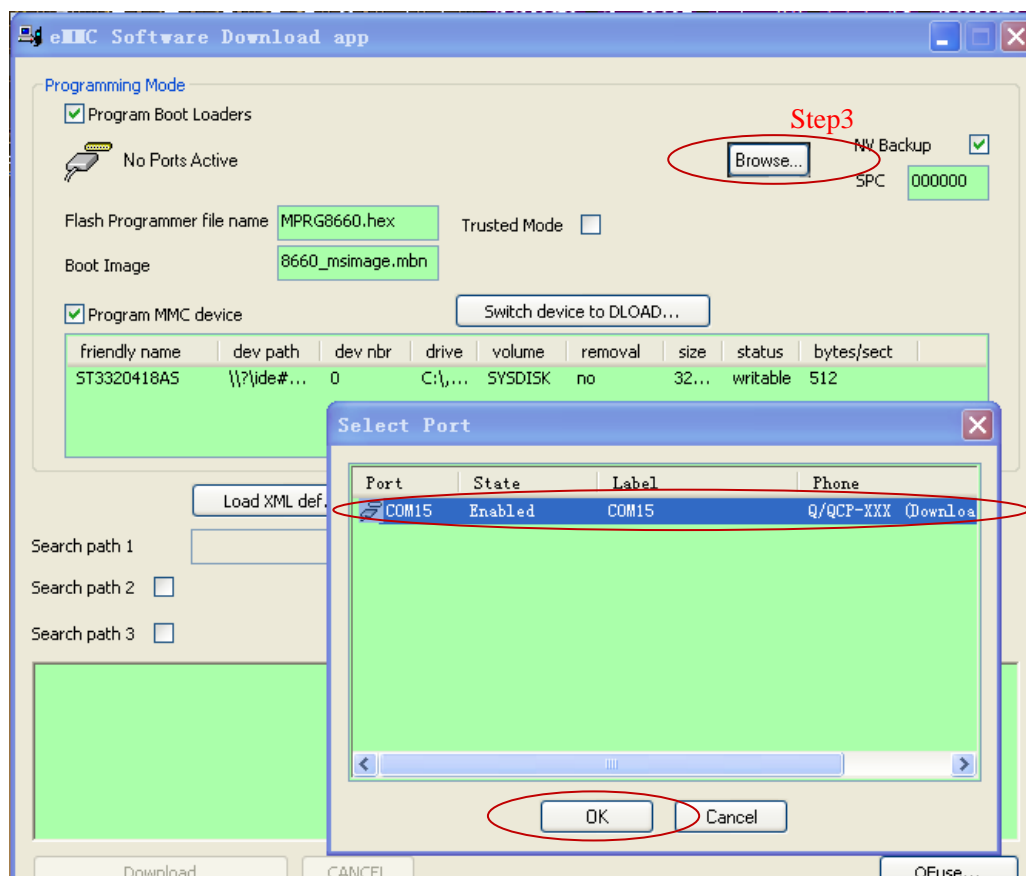 eMMC Software Download app
Programming Mode
Program Boot Loaders
Step3
No Ports Active
Browse...
NV Backup
SPC 000000
Flash Programmer file name MPRG8660.hex Trusted Mode
Boot Image 8660_msimage.mbn
Program MMC device Switch device to DLOAD...
friendly name dev path dev nbr drive volume removal size status bytes/sect
ST3320418AS \\?\ide#... 0 C:\,... SYSDISK no 32... writable 512
Select Port
Port State Label Phone
COM15 Enabled COM15 Q/QCP-XXX (Downloa
Load XML def.
Search path 1
Search path 2
Search path 3
OK Cancel
Download CANCEL QFuse...